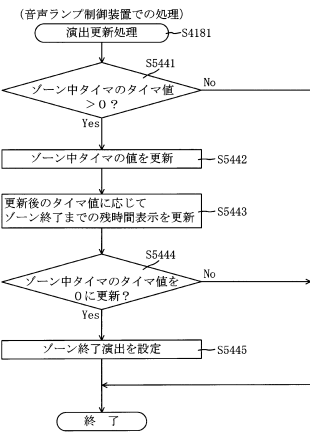 (音声ランプ制御装置での処理)
演出更新処理
S4181
S5441
ゾーン中タイマのタイマ値
>0?
No
Yes
ゾーン中タイマの値を更新
S5442
更新後のタイマ値に応じて
ゾーン終了までの残時間表示を更新
S5443
S5444
ゾーン中タイマのタイマ値を
0に更新?
No
Yes
ゾーン終了演出を設定
S5445
終 了